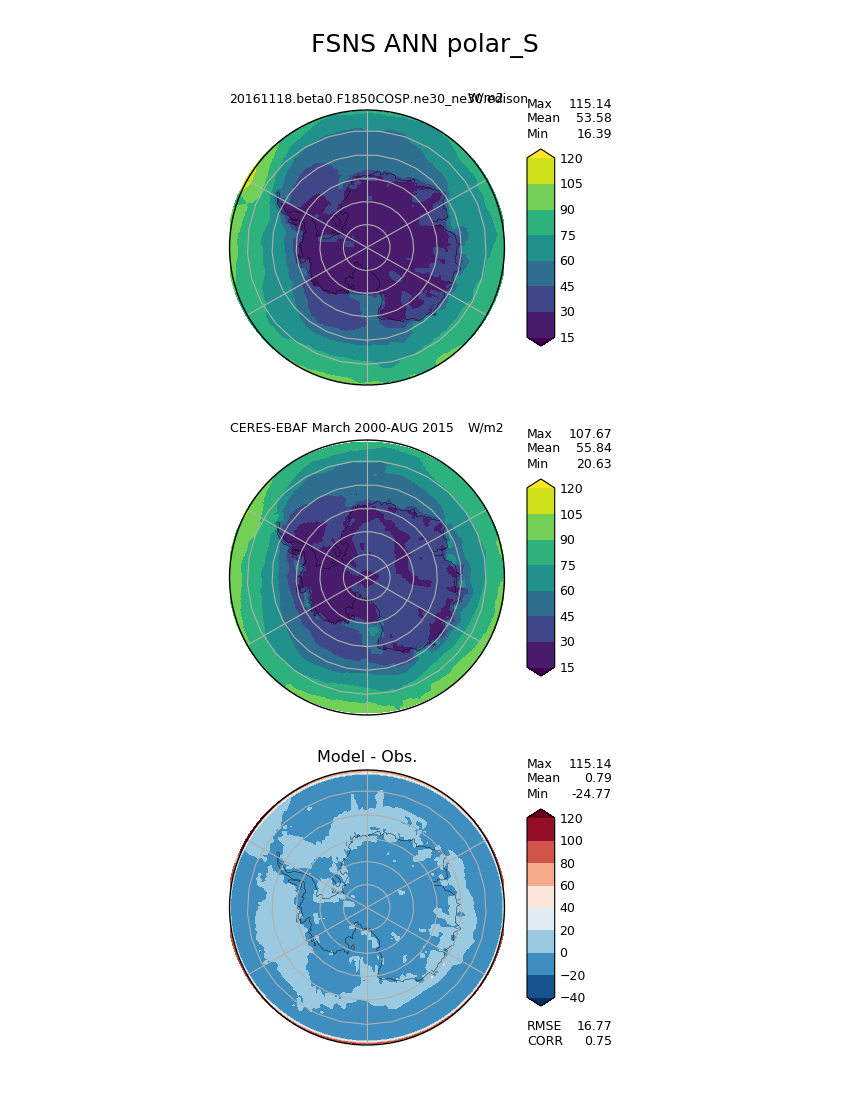 FSNS ANN polar_S
20161118.beta0.F1850COSP.ne30_ne30.edison W/m2
Max 115.14
Mean 53.58
Min 16.39
120
105
90
75
60
45
30
15
CERES-EBAF March 2000-AUG 2015 W/m2
Max 107.67
Mean 55.84
Min 20.63
120
105
90
75
60
45
30
15
Model - Obs.
Max 115.14
Mean 0.79
Min -24.77
120
100
80
60
40
20
0
−20
−40
RMSE 16.77
CORR 0.75